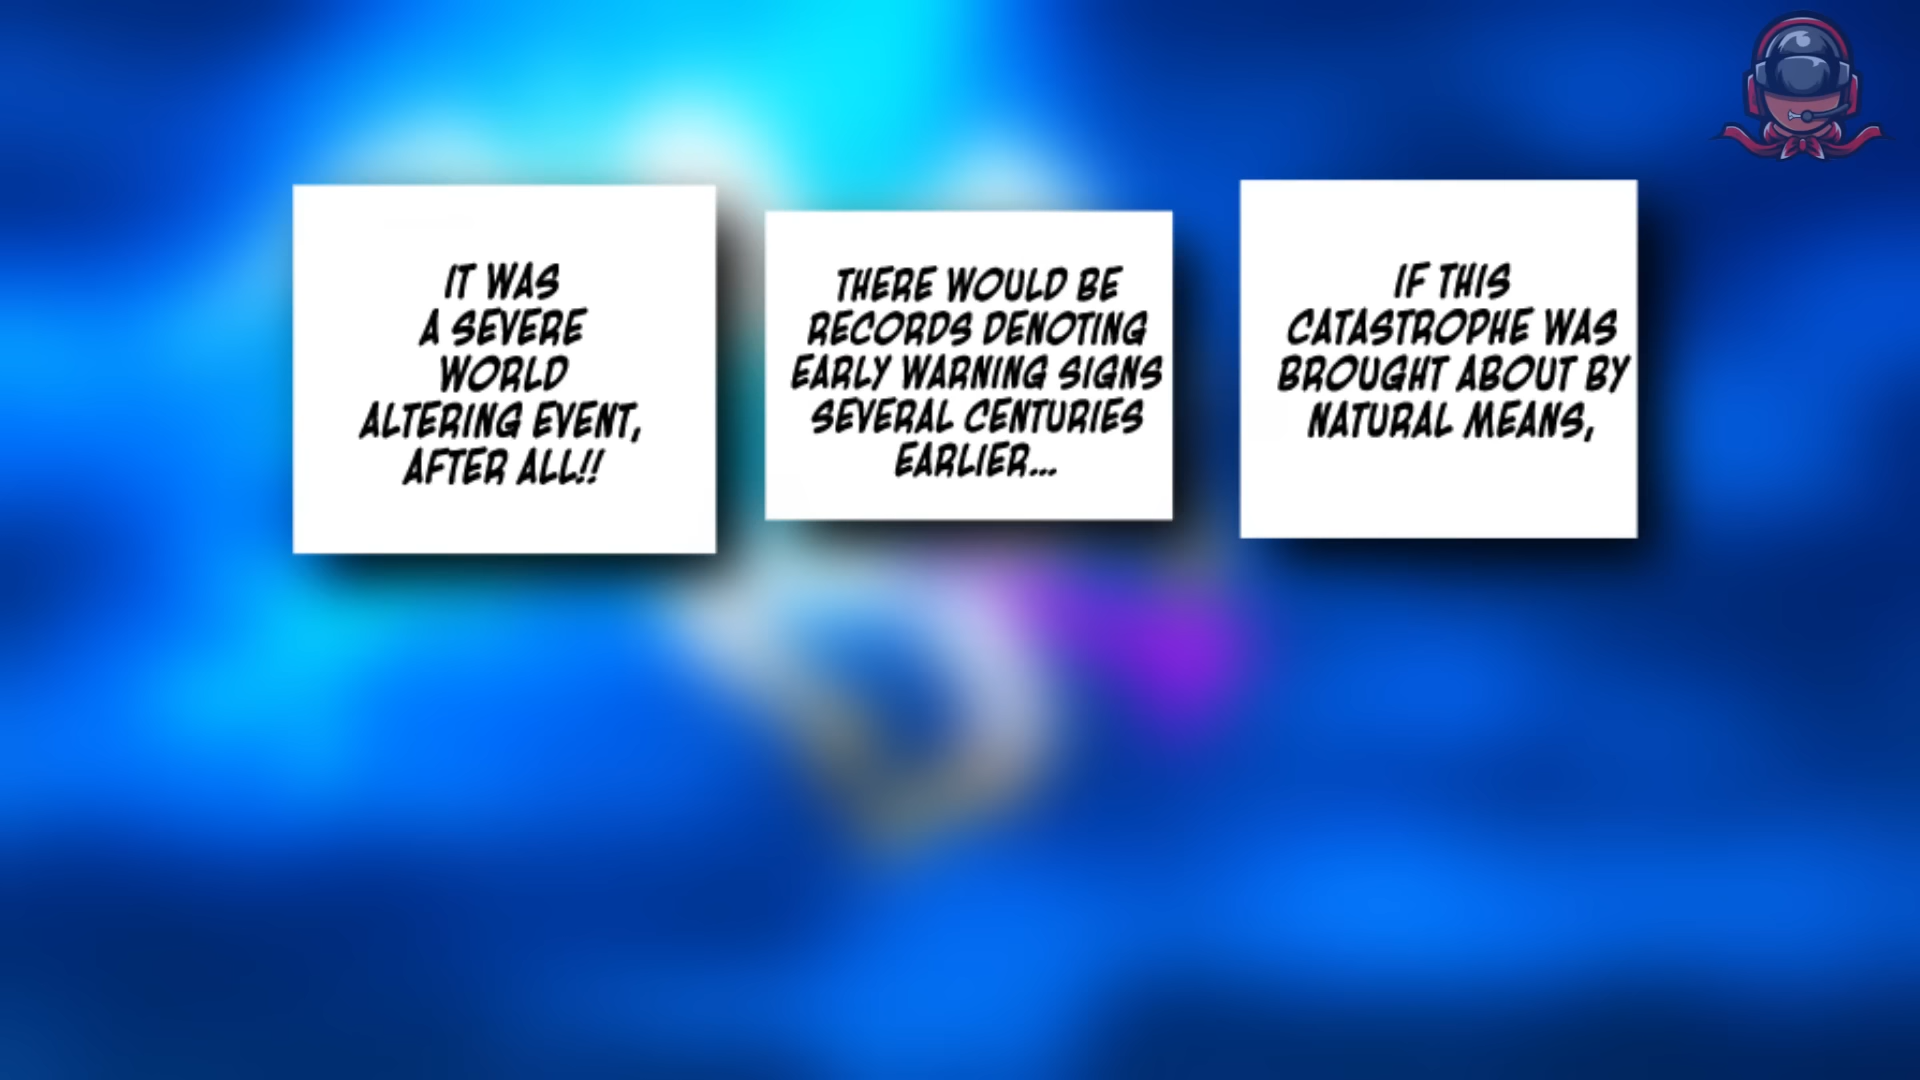 IT WAS
A SEVERE
WORLD
ALTERING EVENT,
AFTER ALL!!
THERE WOULD BE
RECORDS DENOTING
EARLY WARNING SIGNS
SEVERAL CENTURIES
EARLIER...
IF THIS
CATASTROPHE WAS
BROUGHT ABOUT BY
NATURAL MEANS,